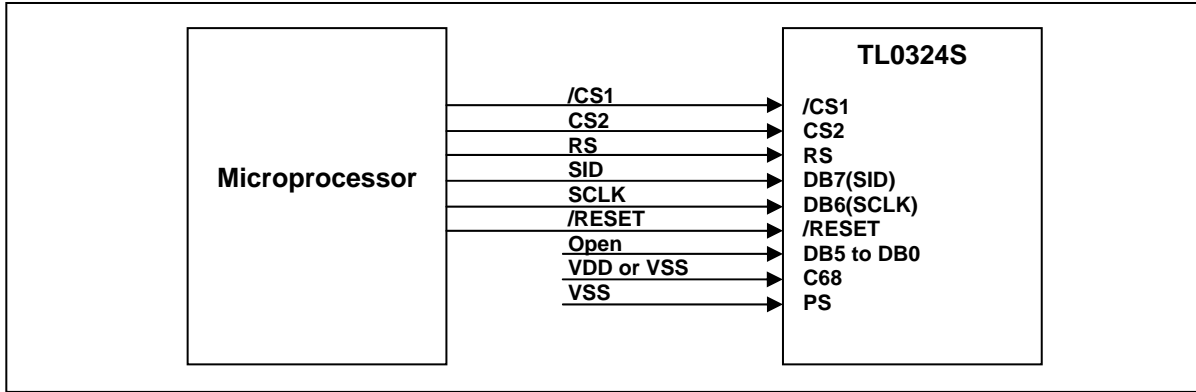 Microprocessor
/CS1
CS2
RS
SID
SCLK
/RESET
Open
VDD or VSS
VSS
TL0324S
/CS1
CS2
RS
DB7(SID)
DB6(SCLK)
/RESET
DB5 to DB0
C68
PS